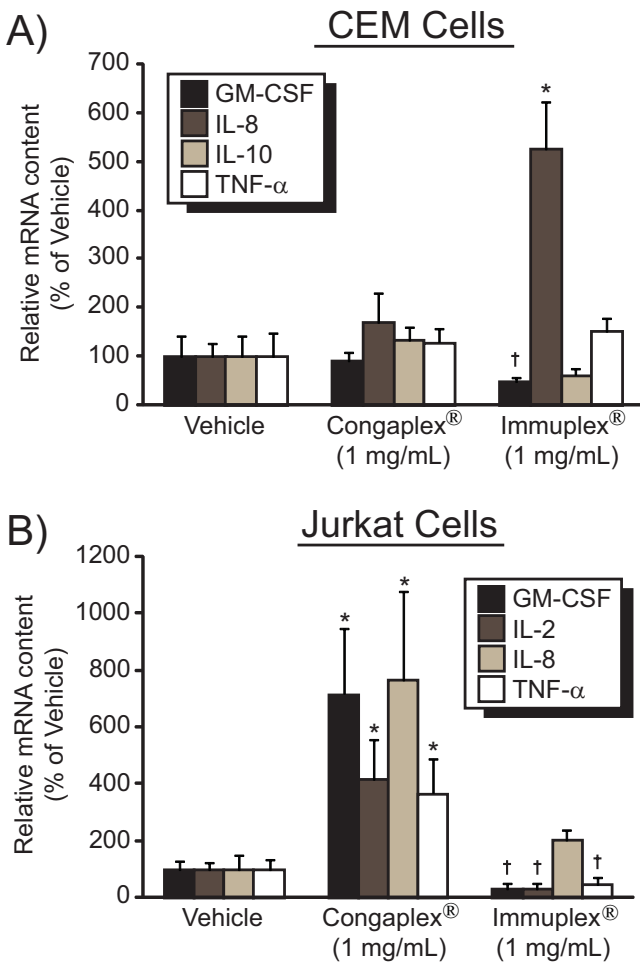 A)
CEM Cells
Relative mRNA content
(% of Vehicle)
700
600
500
400
300
200
100
0
GM-CSF
IL-8
IL-10
TNF-α
*
†
Vehicle
Congaplex®
(1 mg/mL)
Immuplex®
(1 mg/mL)
B)
Jurkat Cells
Relative mRNA content
(% of Vehicle)
1200
1000
800
600
400
200
0
GM-CSF
IL-2
IL-8
TNF-α
*
*
*
*
†
†
†
Vehicle
Congaplex®
(1 mg/mL)
Immuplex®
(1 mg/mL)